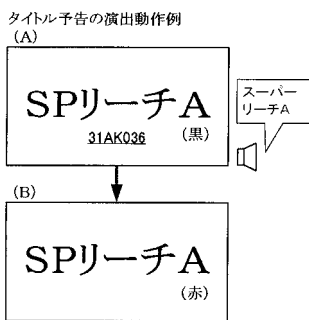 タイトル予告の演出動作例
(A)
SPリーチA
31AK036
(黒)
スーパー
リーチA
(B)
SPリーチA
(赤)